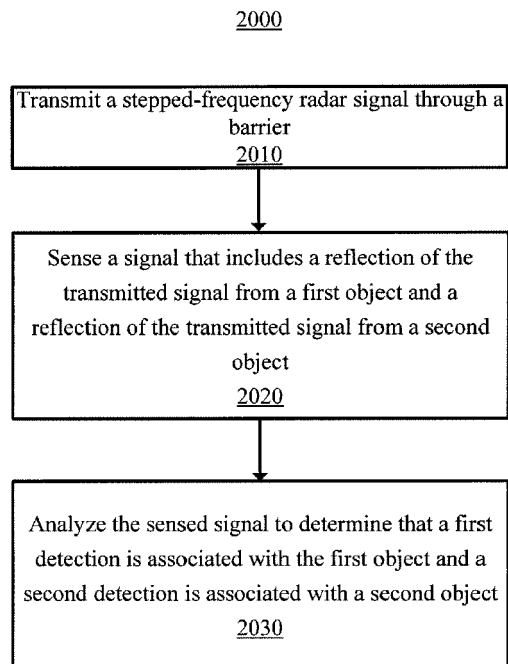 2000
Transmit a stepped-frequency radar signal through a
barrier
2010
Sense a signal that includes a reflection of the
transmitted signal from a first object and a
reflection of the transmitted signal from a second
object
2020
Analyze the sensed signal to determine that a first
detection is associated with the first object and a
second detection is associated with a second object
2030